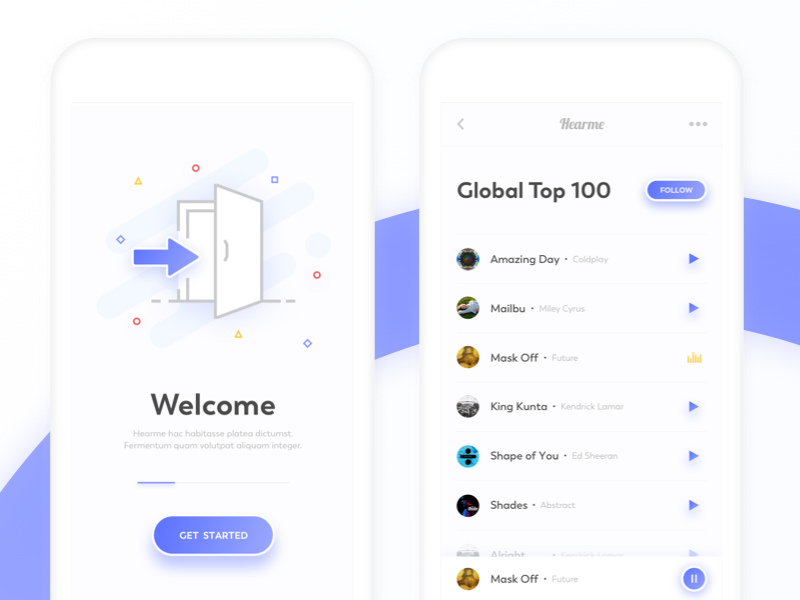 Welcome
Hearme hac habitasse platea dictumst.
Fermentum quam volutpat aliquam integer.
GET STARTED
Hearme
Global Top 100
FOLLOW
Amazing Day • Coldplay
Mailbu • Miley Cyrus
Mask Off • Future
King Kunta • Kendrick Lamar
Shape of You • Ed Sheeran
Shades • Abstract
Alright • Kendrick Lamar
Mask Off • Future